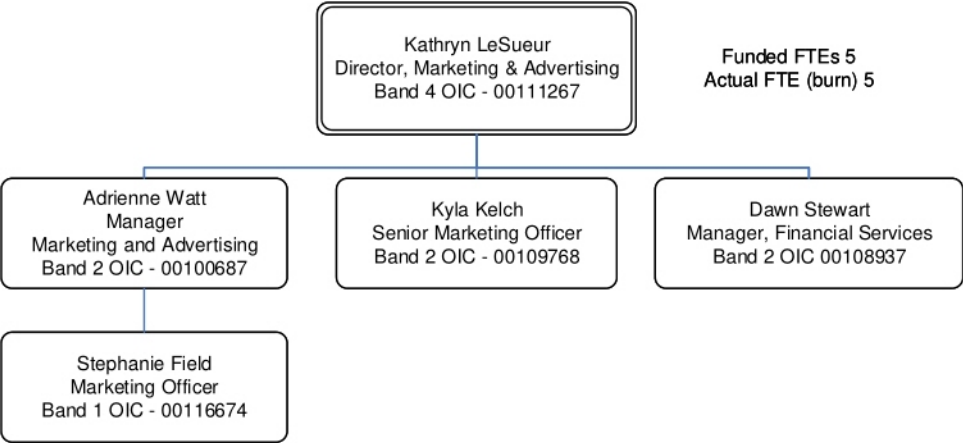 Kathryn LeSueur
Director, Marketing & Advertising
Band 4 OIC - 00111267
Funded FTEs 5
Actual FTE (burn) 5
Adrienne Watt
Manager
Marketing and Advertising
Band 2 OIC - 00100687
Kyla Kelch
Senior Marketing Officer
Band 2 OIC - 00109768
Dawn Stewart
Manager, Financial Services
Band 2 OIC 00108937
Stephanie Field
Marketing Officer
Band 1 OIC - 00116674